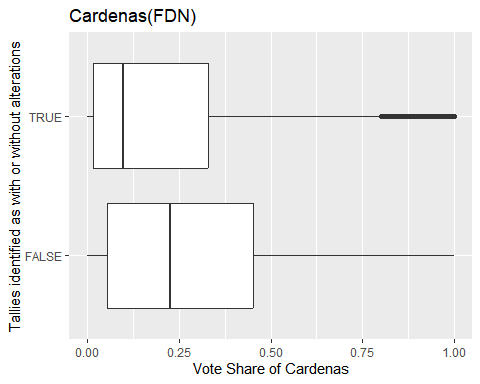 Cardenas(FDN)
Tallies identified as with or without alterations
TRUE
FALSE
0.00 0.25 0.50 0.75 1.00
Vote Share of Cardenas